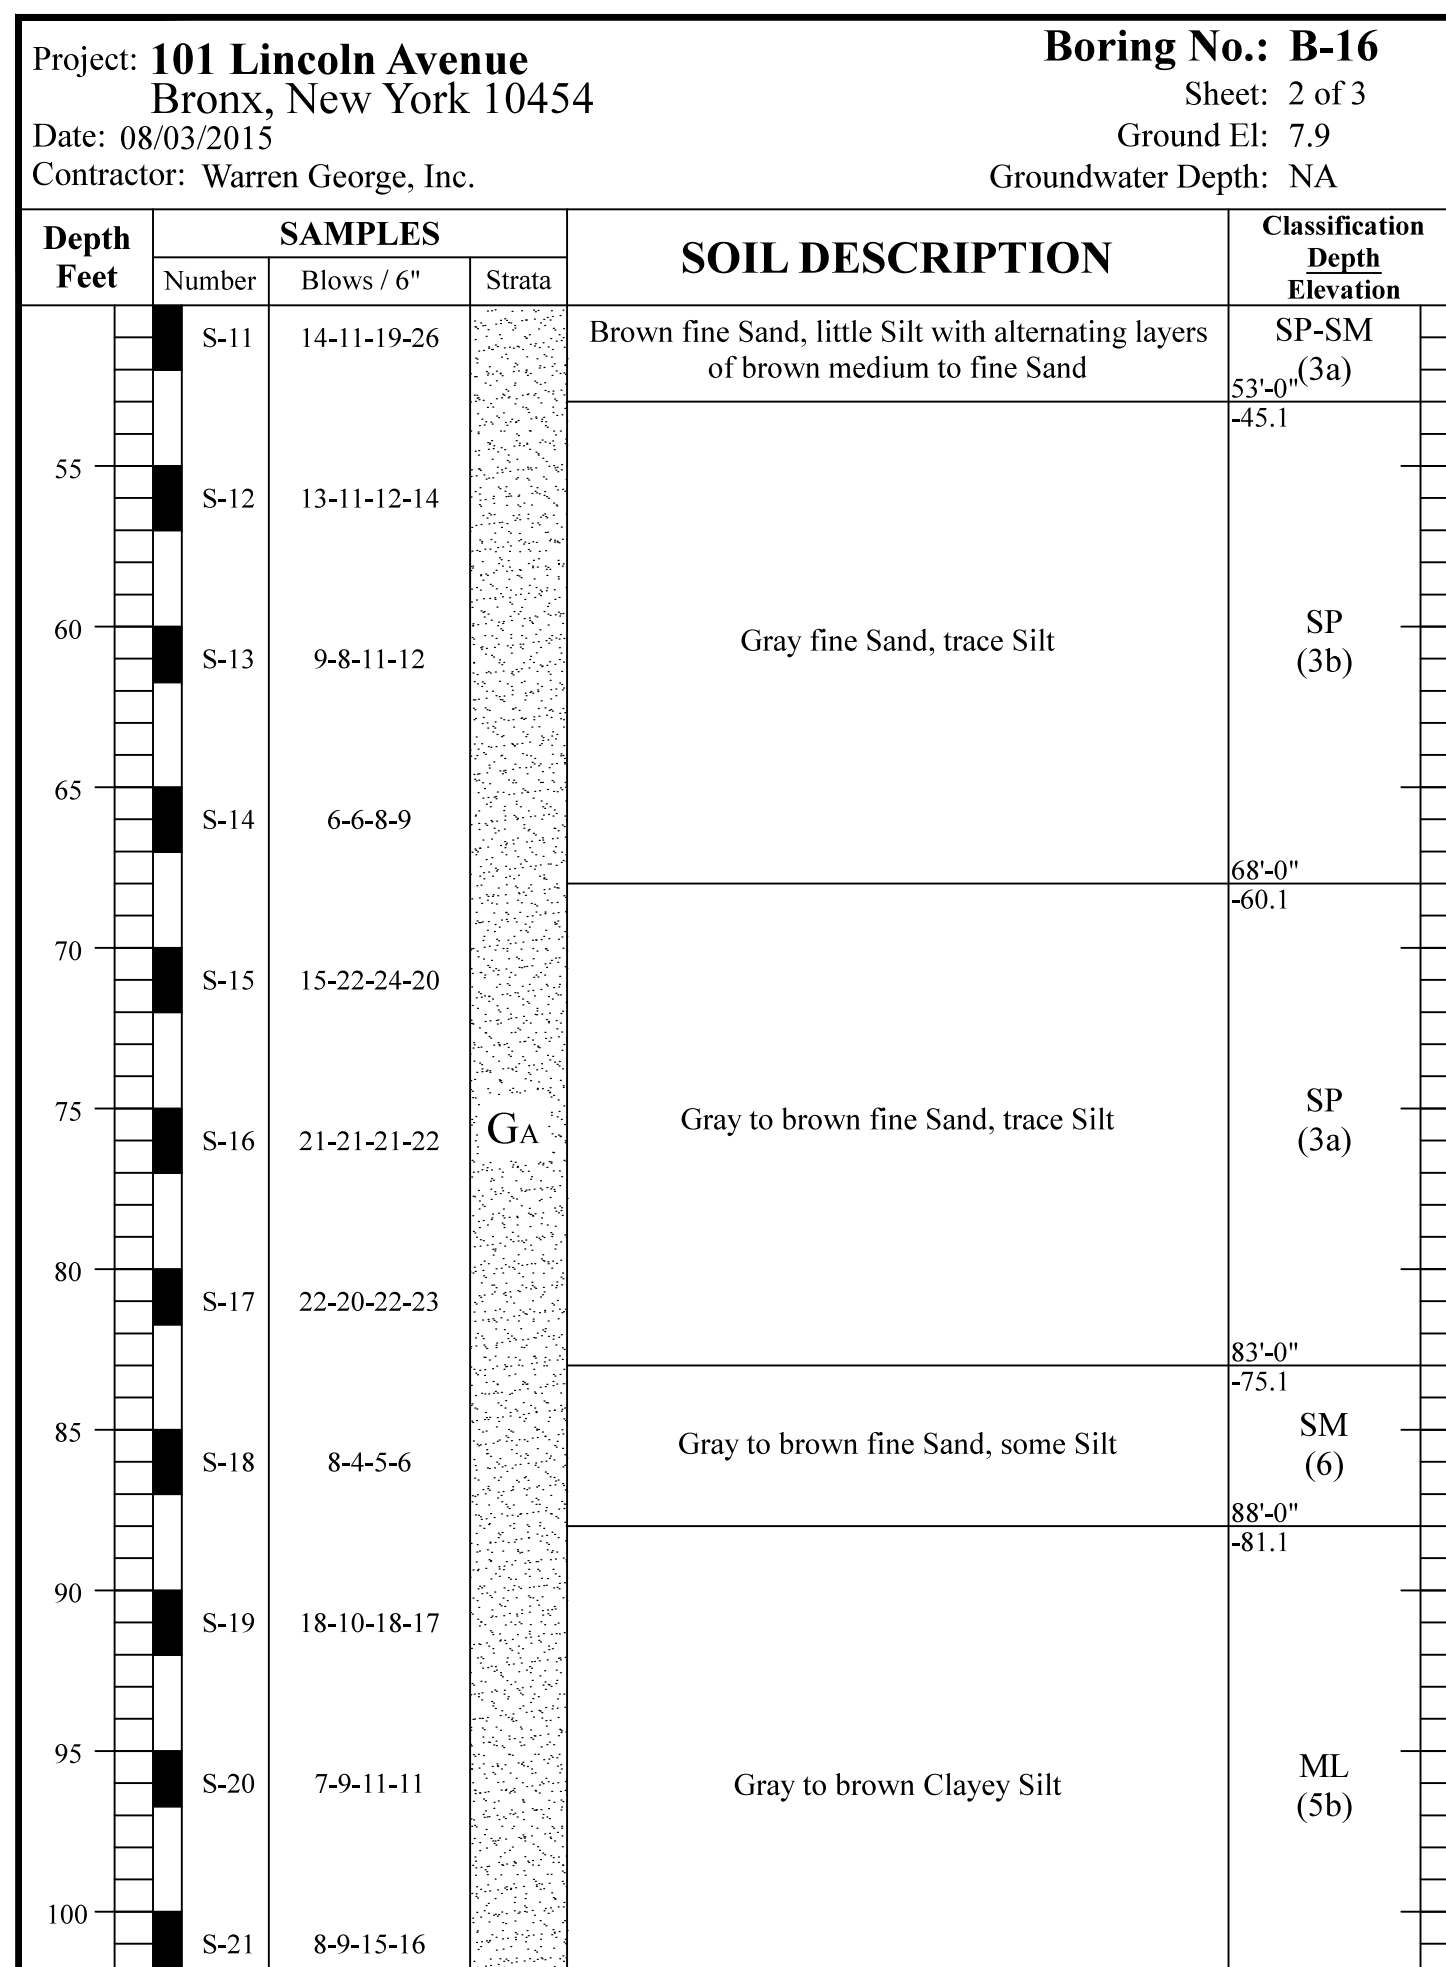 Project: 101 Lincoln Avenue
Bronx, New York 10454
Date: 08/03/2015
Contractor: Warren George, Inc.
Boring No.: B-16
Sheet: 2 of 3
Ground El: 7.9
Groundwater Depth: NA
Depth
Feet
SAMPLES
Number Blows / 6" Strata
SOIL DESCRIPTION
Classification
Depth
Elevation
S-11 14-11-19-26
Brown fine Sand, little Silt with alternating layers
of brown medium to fine Sand
SP-SM
(3a)
53'-0"
-45.1
55
S-12 13-11-12-14
60
S-13 9-8-11-12
Gray fine Sand, trace Silt
SP
(3b)
65
S-14 6-6-8-9
68'-0"
-60.1
70
S-15 15-22-24-20
75
S-16 21-21-21-22
GA
Gray to brown fine Sand, trace Silt
SP
(3a)
80
S-17 22-20-22-23
83'-0"
-75.1
85
S-18 8-4-5-6
Gray to brown fine Sand, some Silt
SM
(6)
88'-0"
-81.1
90
S-19 18-10-18-17
95
S-20 7-9-11-11
Gray to brown Clayey Silt
ML
(5b)
100
S-21 8-9-15-16